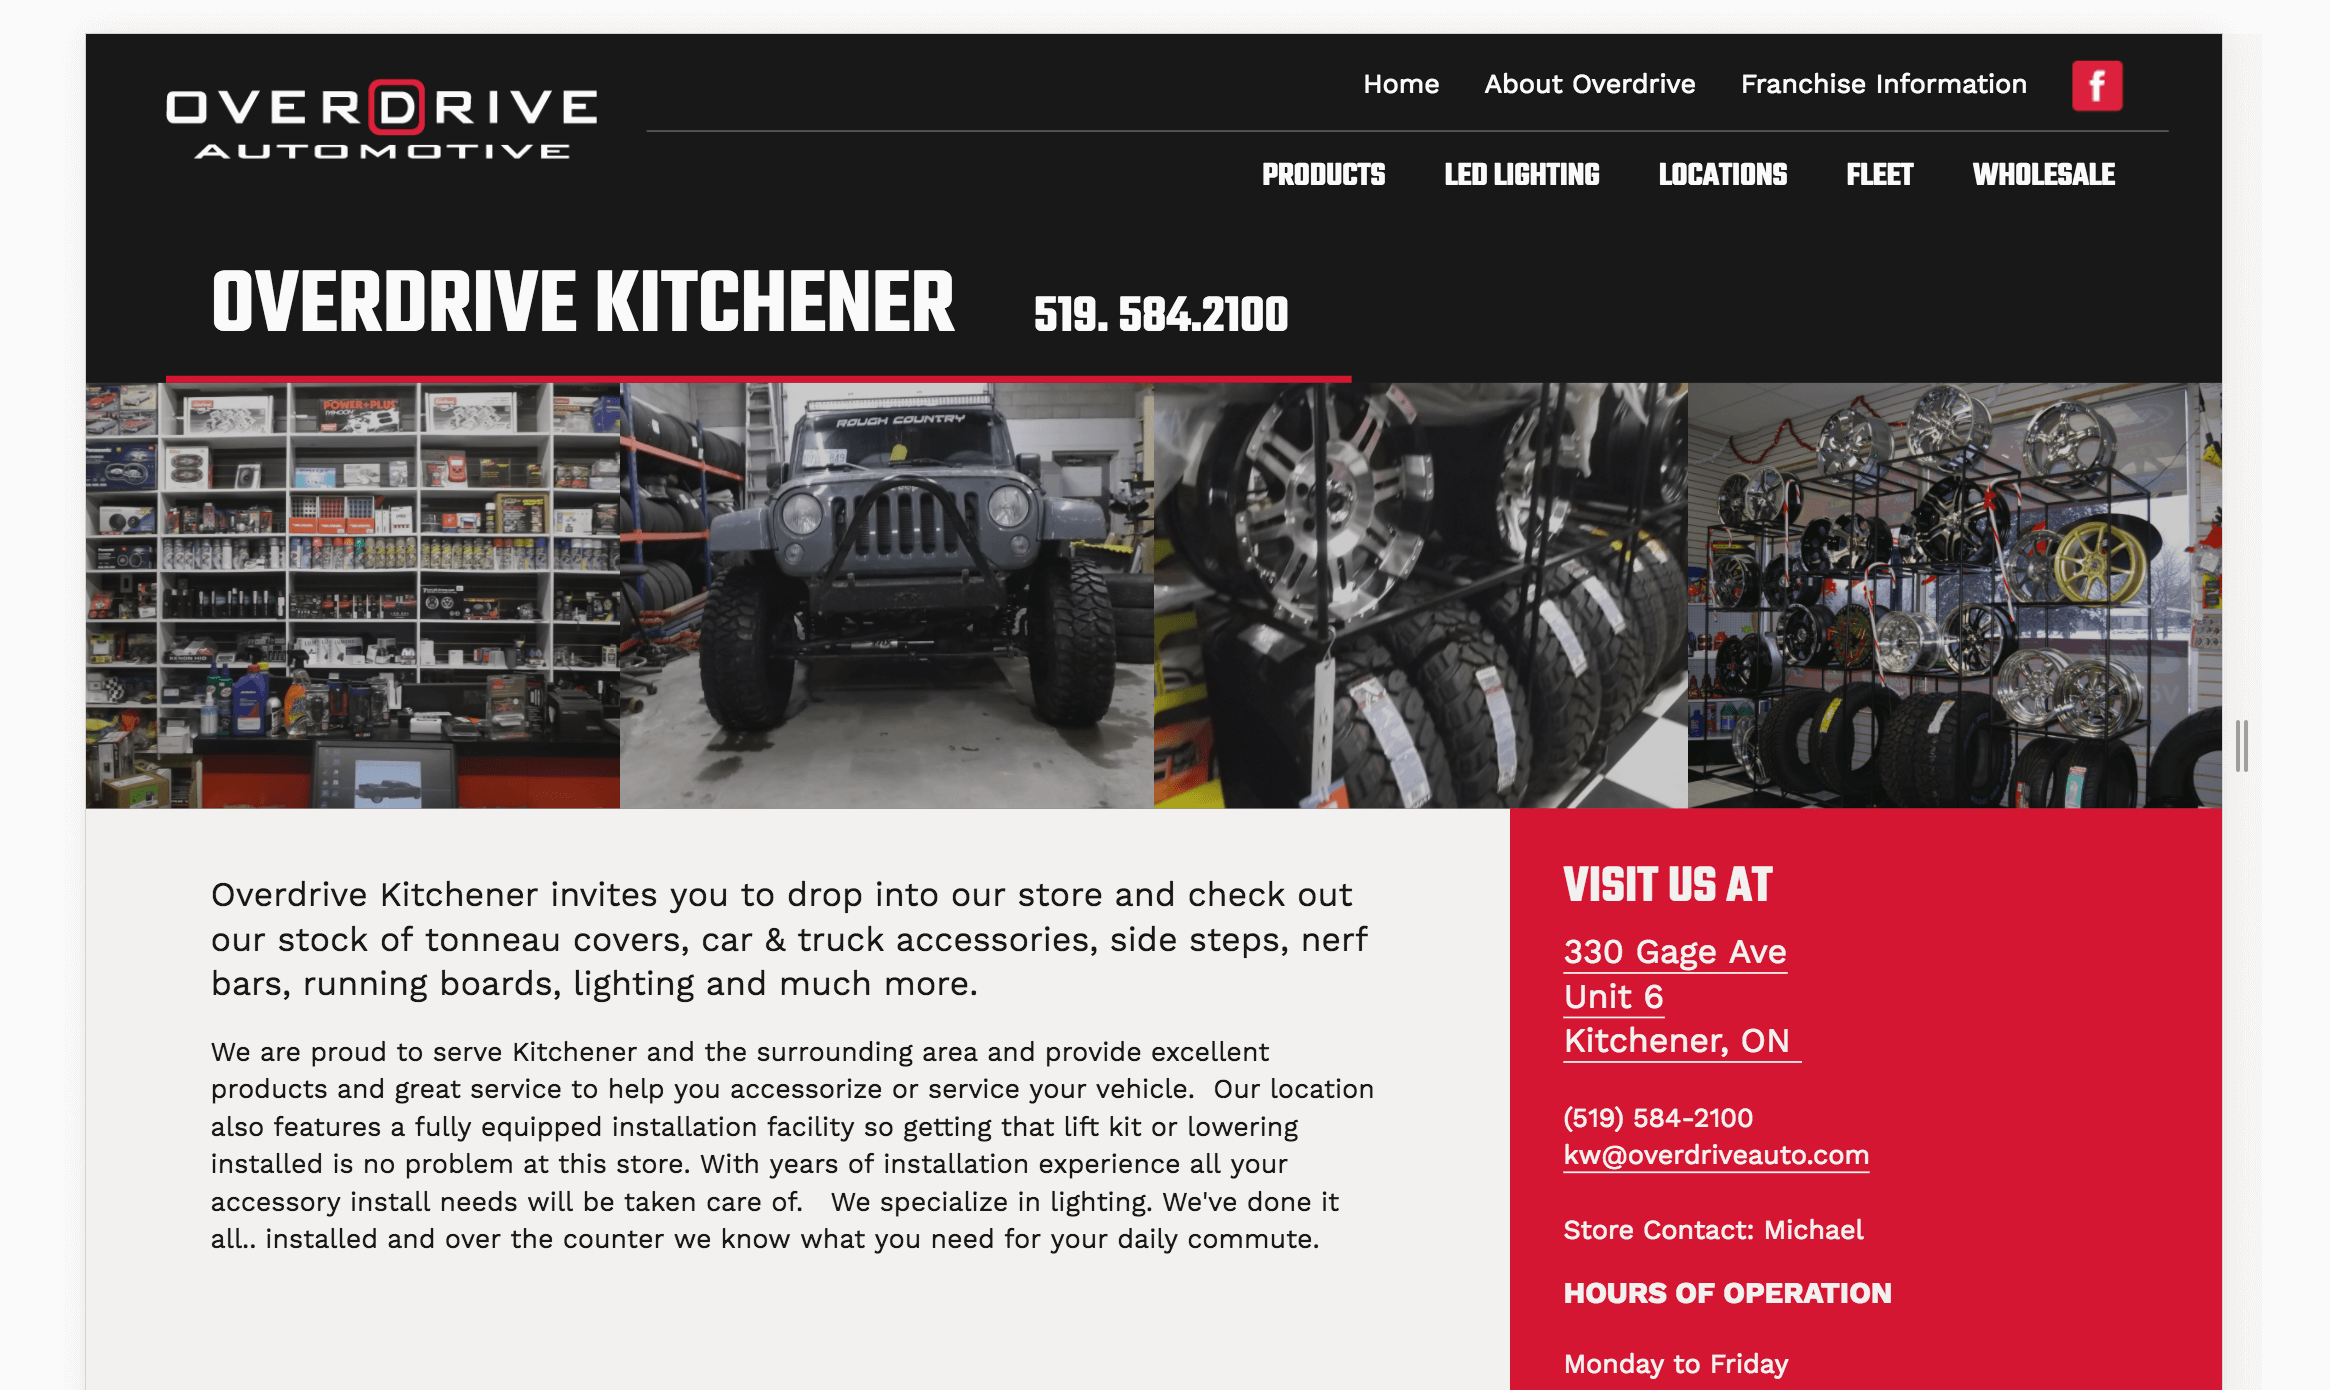 OVERDRIVE
AUTOMOTIVE
Home About Overdrive Franchise Information f
PRODUCTS LED LIGHTING LOCATIONS FLEET WHOLESALE
OVERDRIVE KITCHENER 519. 584.2100
POWER+PLUS
ROUGH COUNTRY
Overdrive Kitchener invites you to drop into our store and check out
our stock of tonneau covers, car & truck accessories, side steps, nerf
bars, running boards, lighting and much more.
We are proud to serve Kitchener and the surrounding area and provide excellent
products and great service to help you accessorize or service your vehicle.  Our location
also features a fully equipped installation facility so getting that lift kit or lowering
installed is no problem at this store. With years of installation experience all your
accessory install needs will be taken care of.   We specialize in lighting. We've done it
all.. installed and over the counter we know what you need for your daily commute.
VISIT US AT
330 Gage Ave
Unit 6
Kitchener, ON
(519) 584-2100
kw@overdriveauto.com
Store Contact: Michael
HOURS OF OPERATION
Monday to Friday